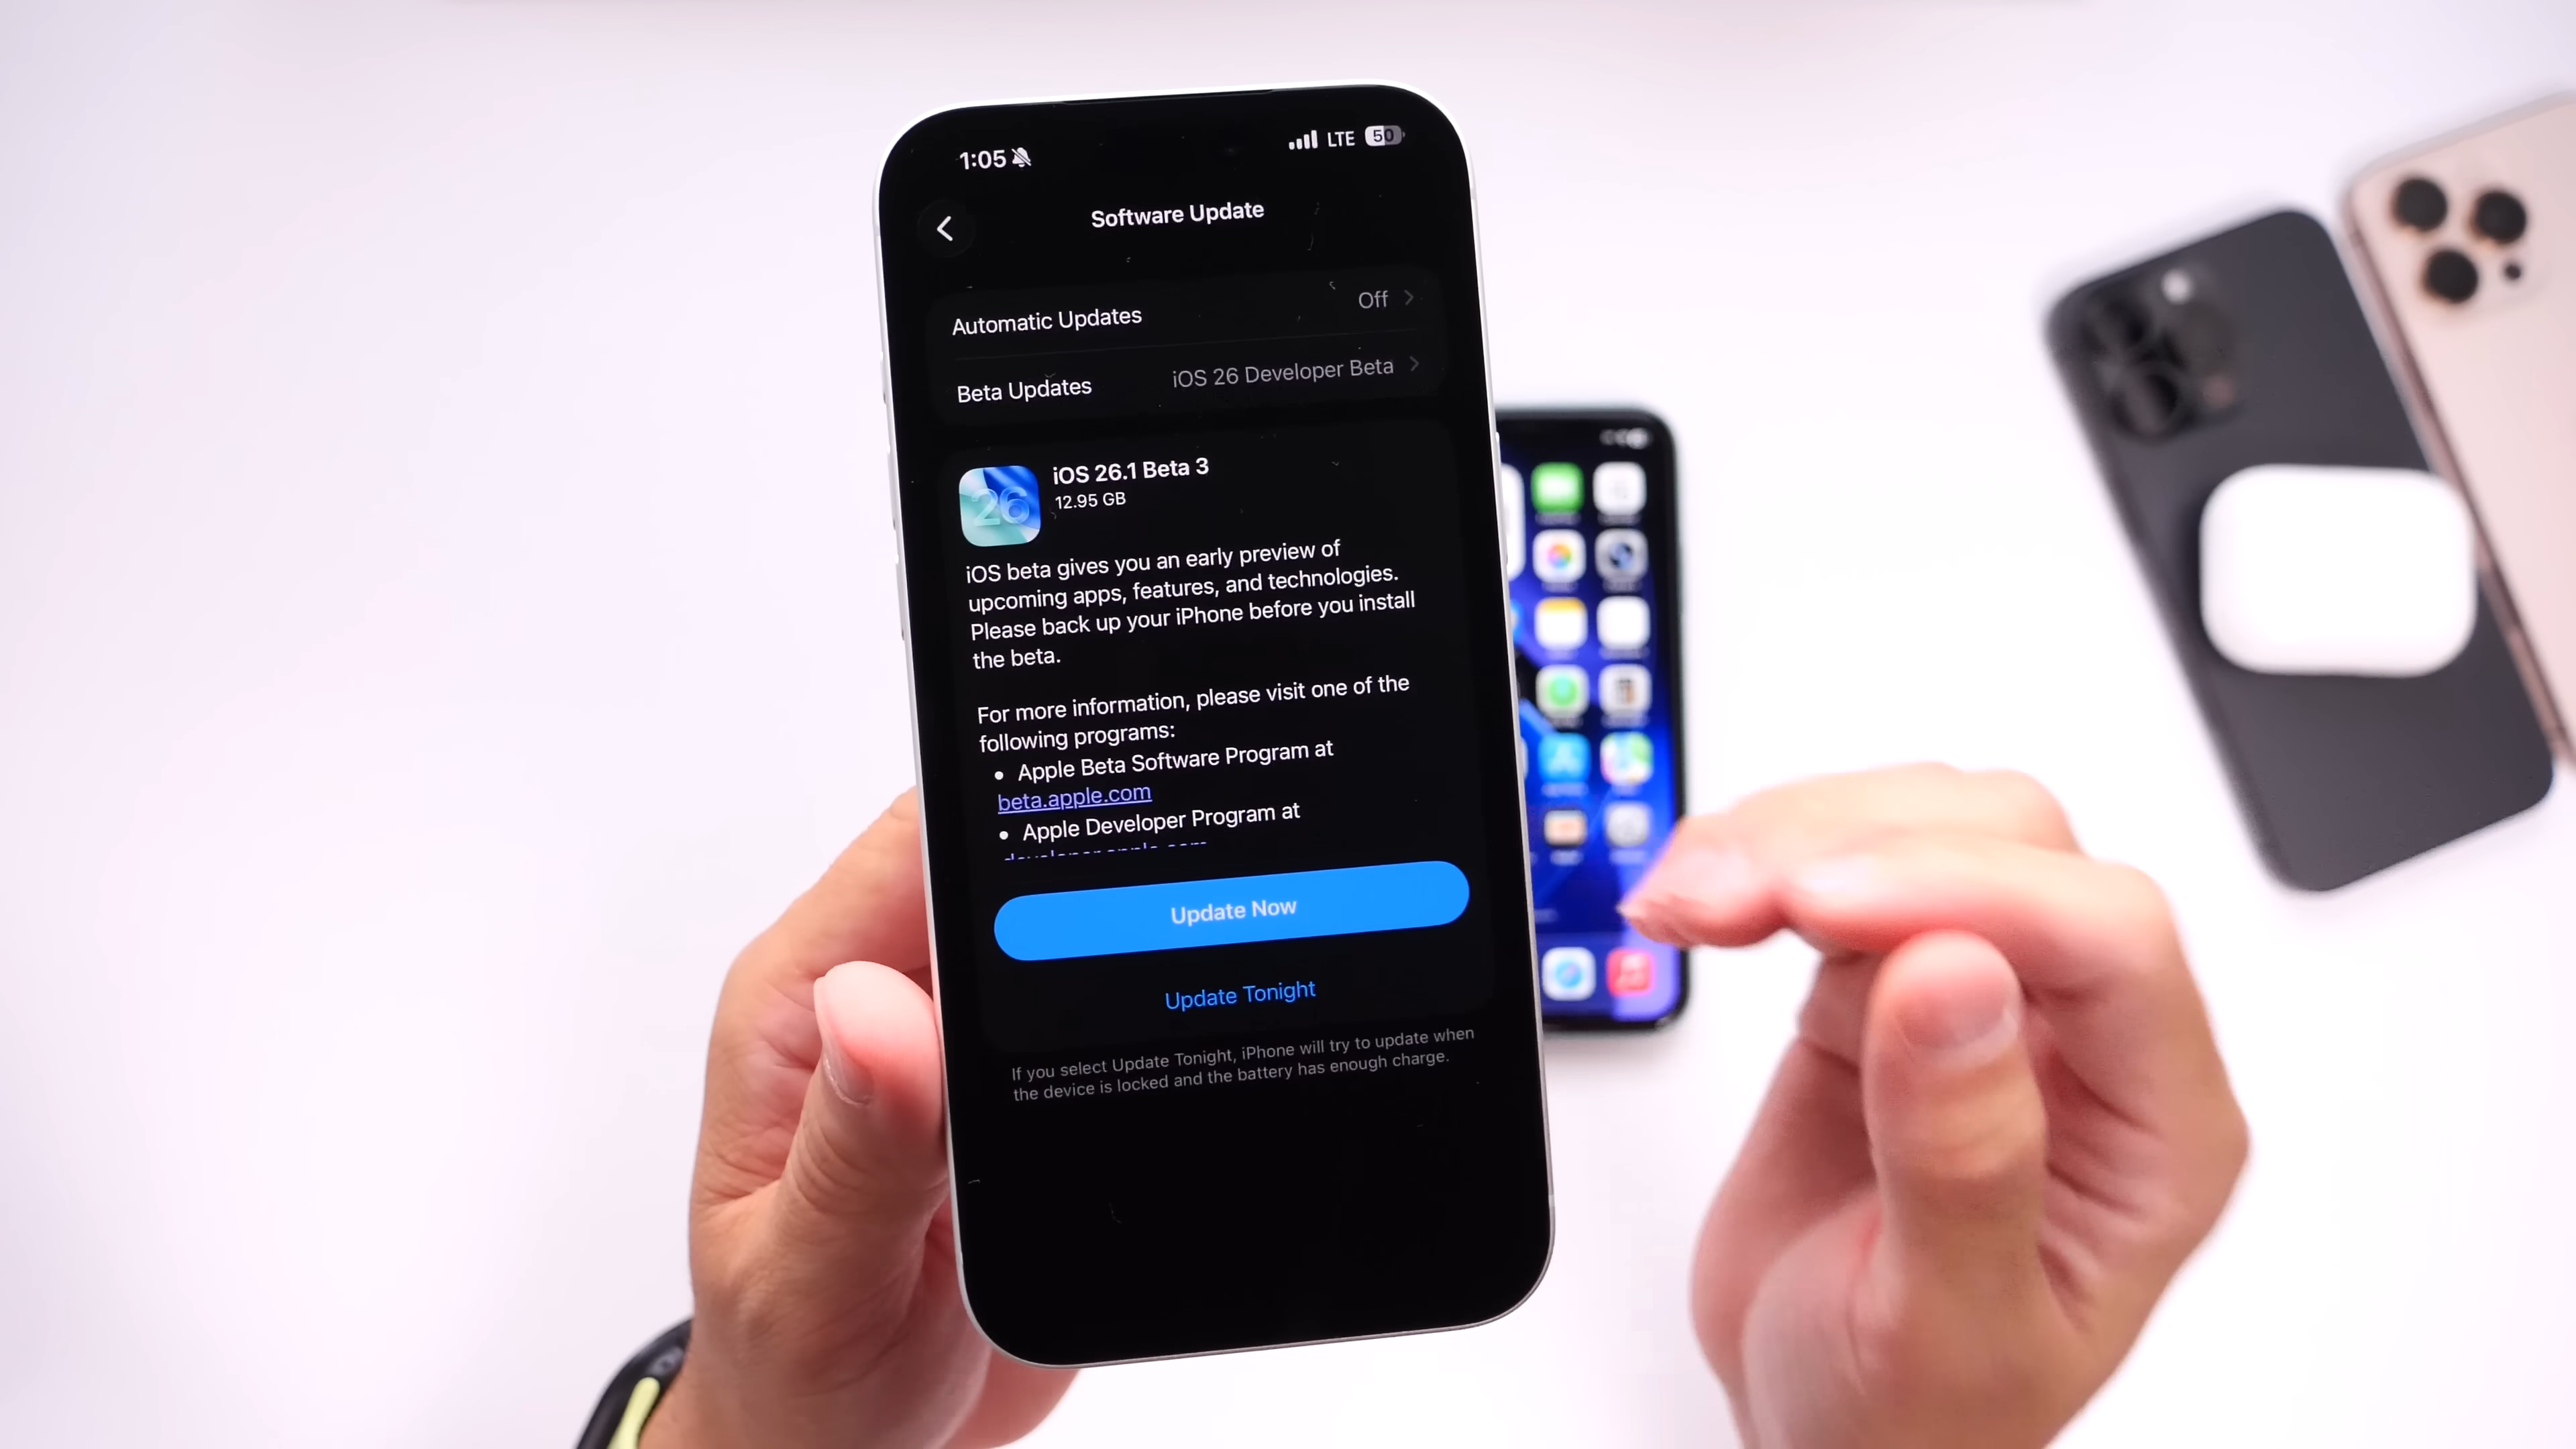 1:05
LTE 50
Software Update
Automatic Updates Off
Beta Updates iOS 26 Developer Beta
26
iOS 26.1 Beta 3
12.95 GB
iOS beta gives you an early preview of
upcoming apps, features, and technologies.
Please back up your iPhone before you install
the beta.
For more information, please visit one of the
following programs:
• Apple Beta Software Program at
beta.apple.com
• Apple Developer Program at
Update Now
Update Tonight
If you select Update Tonight, iPhone will try to update when
the device is locked and the battery has enough charge.